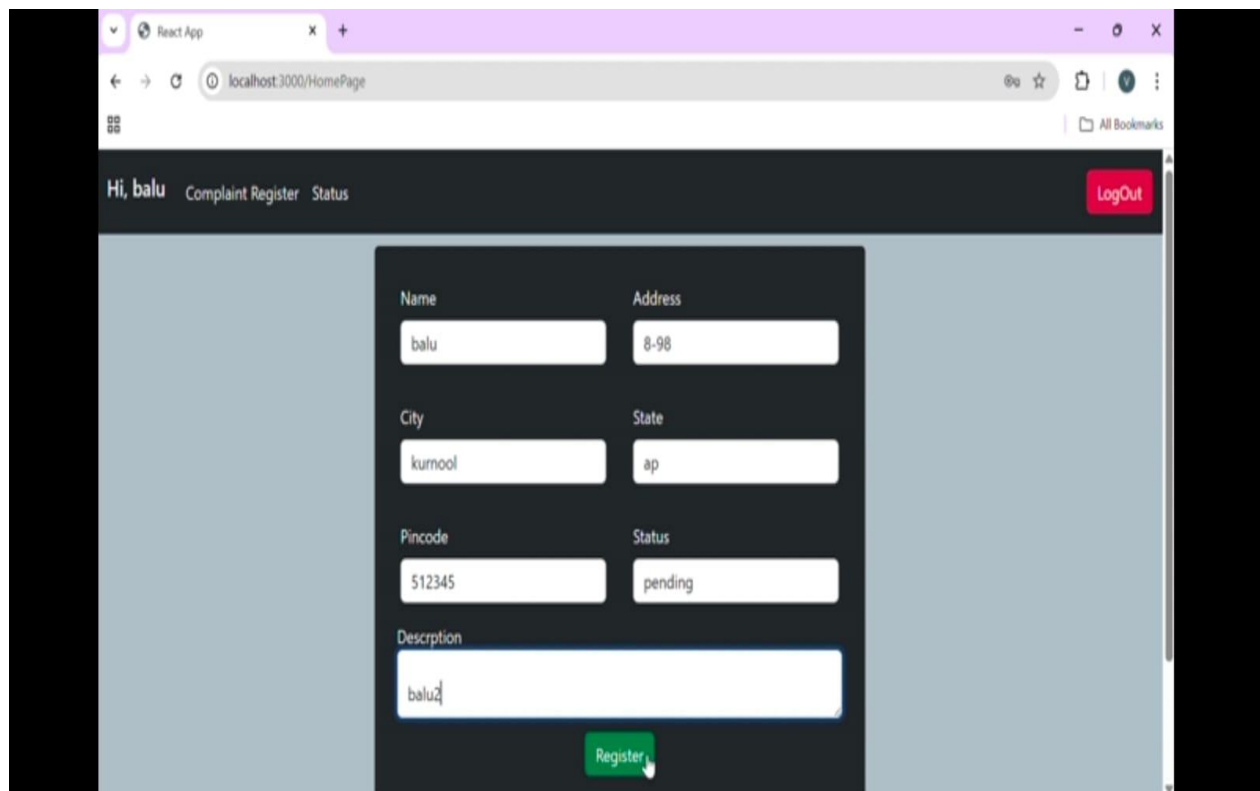 React App
localhost:3000/HomePage
All Bookmarks
Hi, balu Complaint Register Status LogOut
Name Address
balu 8-98
City State
kurnool ap
Pincode Status
512345 pending
Descrption
balu2
Register